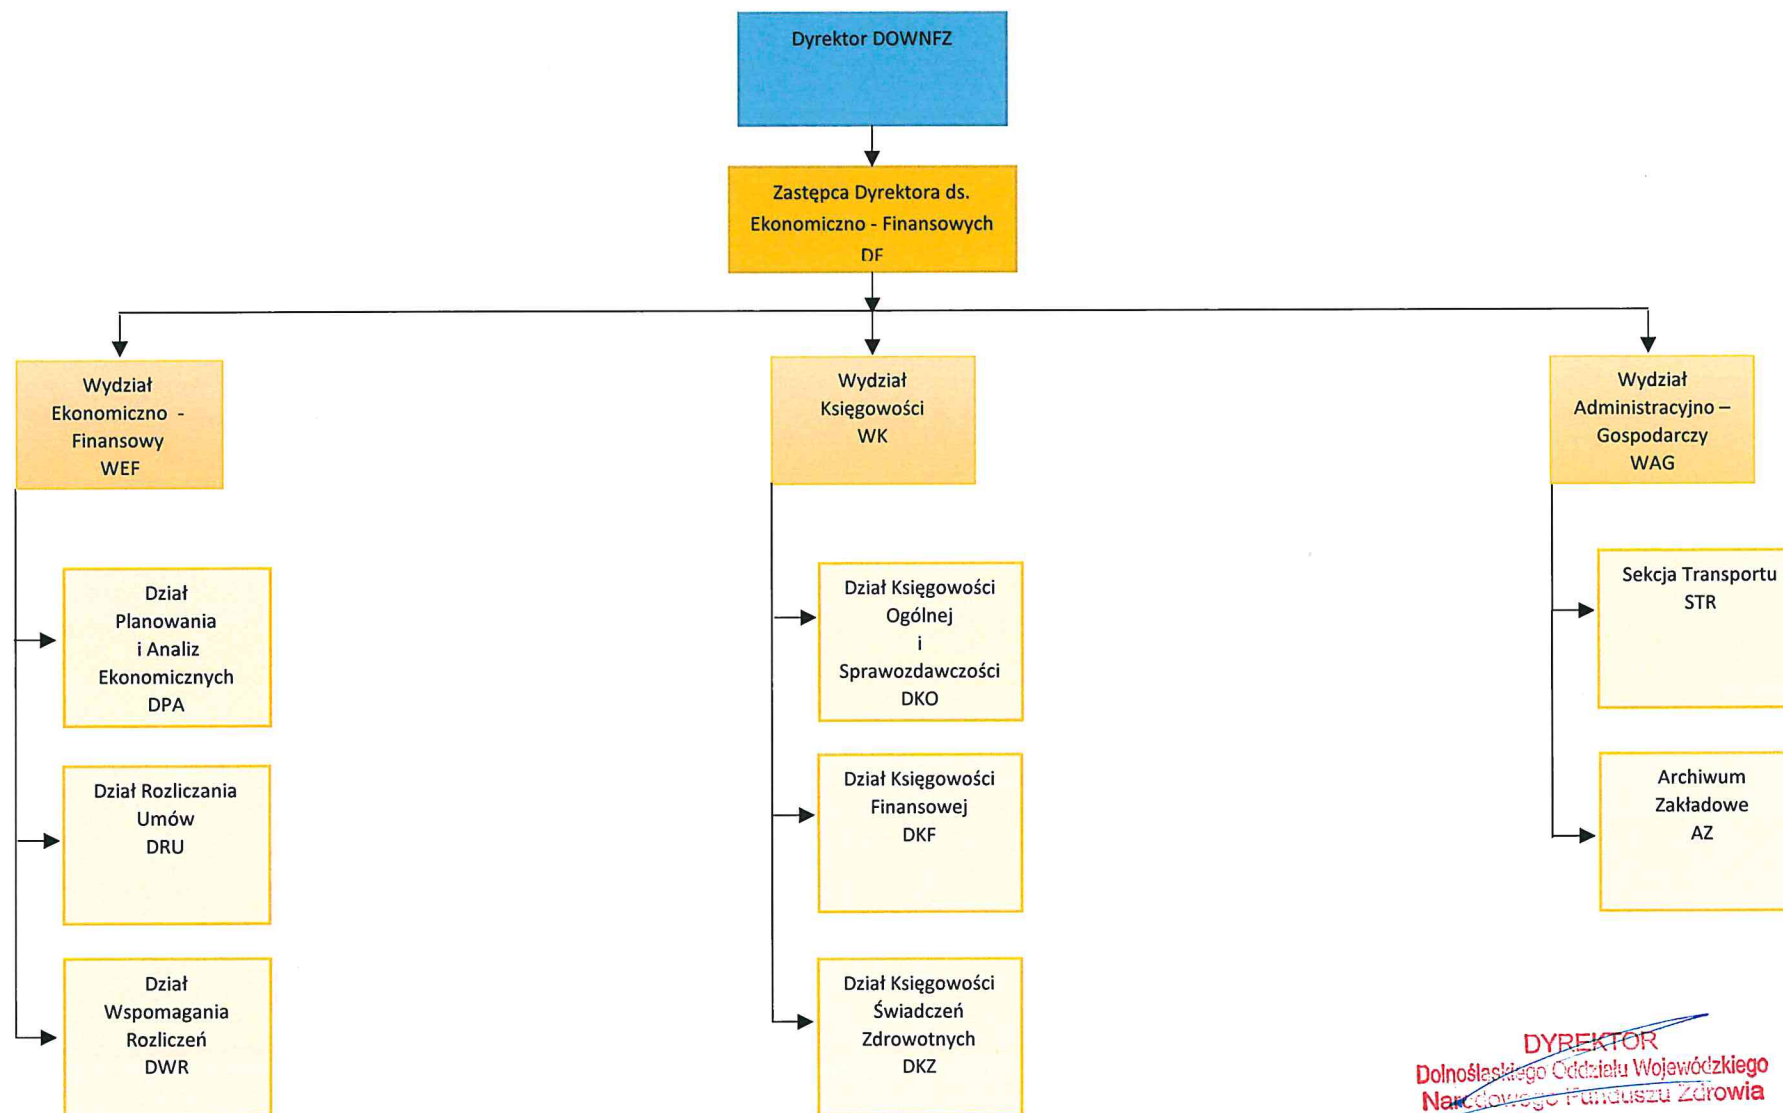 Dyrektor DOWNFZ
Zastępca Dyrektora ds.
Ekonomiczno - Finansowych
DF
Wydział
Ekonomiczno -
Finansowy
WEF
Wydział
Księgowości
WK
Wydział
Administracyjno –
Gospodarczy
WAG
Dział
Planowania
i Analiz
Ekonomicznych
DPA
Dział Rozliczania
Umów
DRU
Dział
Wspomagania
Rozliczeń
DWR
Dział Księgowości
Ogólnej
i
Sprawozdawczości
DKO
Dział Księgowości
Finansowej
DKF
Dział Księgowości
Świadczeń
Zdrowotnych
DKZ
Sekcja Transportu
STR
Archiwum
Zakładowe
AZ
DYREKTOR
Dolnośląskiego Oddziału Wojewódzkiego
Narodowego Funduszu Zdrowia